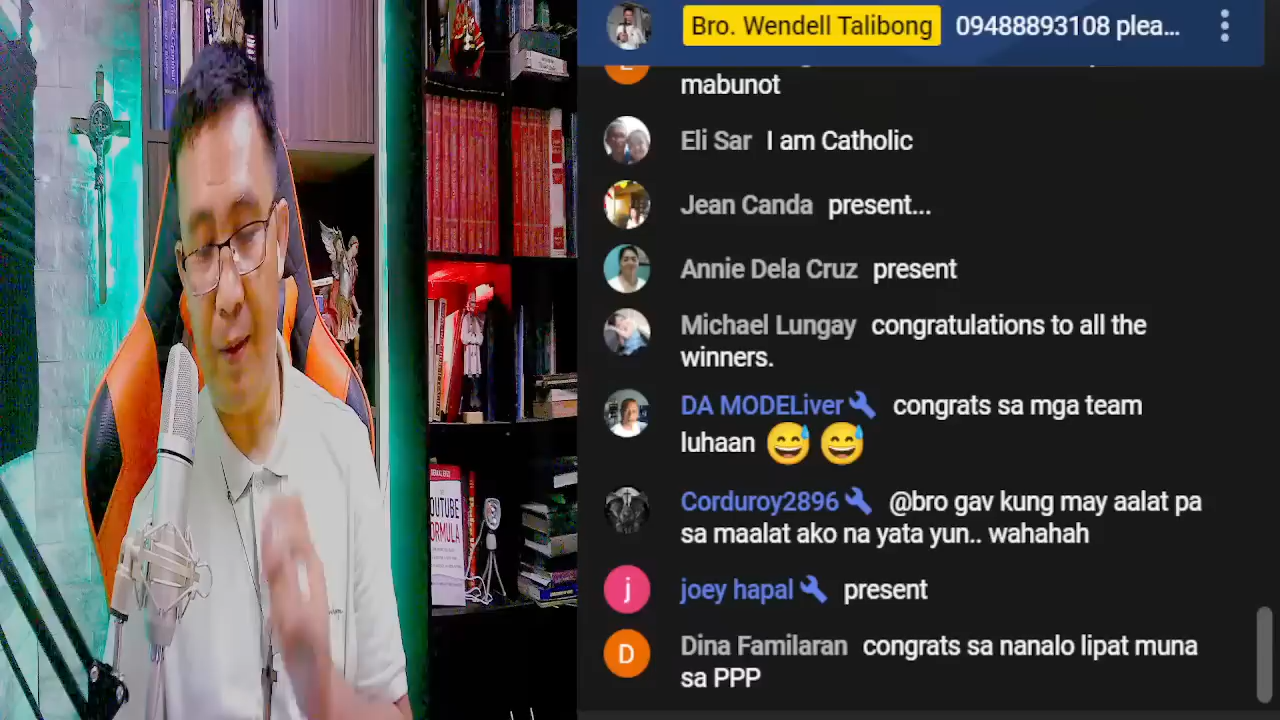 Bro. Wendell Talibong 09488893108 plea...
mabunot
Eli Sar I am Catholic
Jean Canda present...
Annie Dela Cruz present
Michael Lungay congratulations to all the
winners.
DA MODELiver congrats sa mga team
luhaan 😅 😅
Corduroy2896 @bro gav kung may aalat pa
sa maalat ako na yata yun.. wahahah
j
joey hapal present
D
Dina Familaran congrats sa nanalo lipat muna
sa PPP
OUTUBE
ORMULA